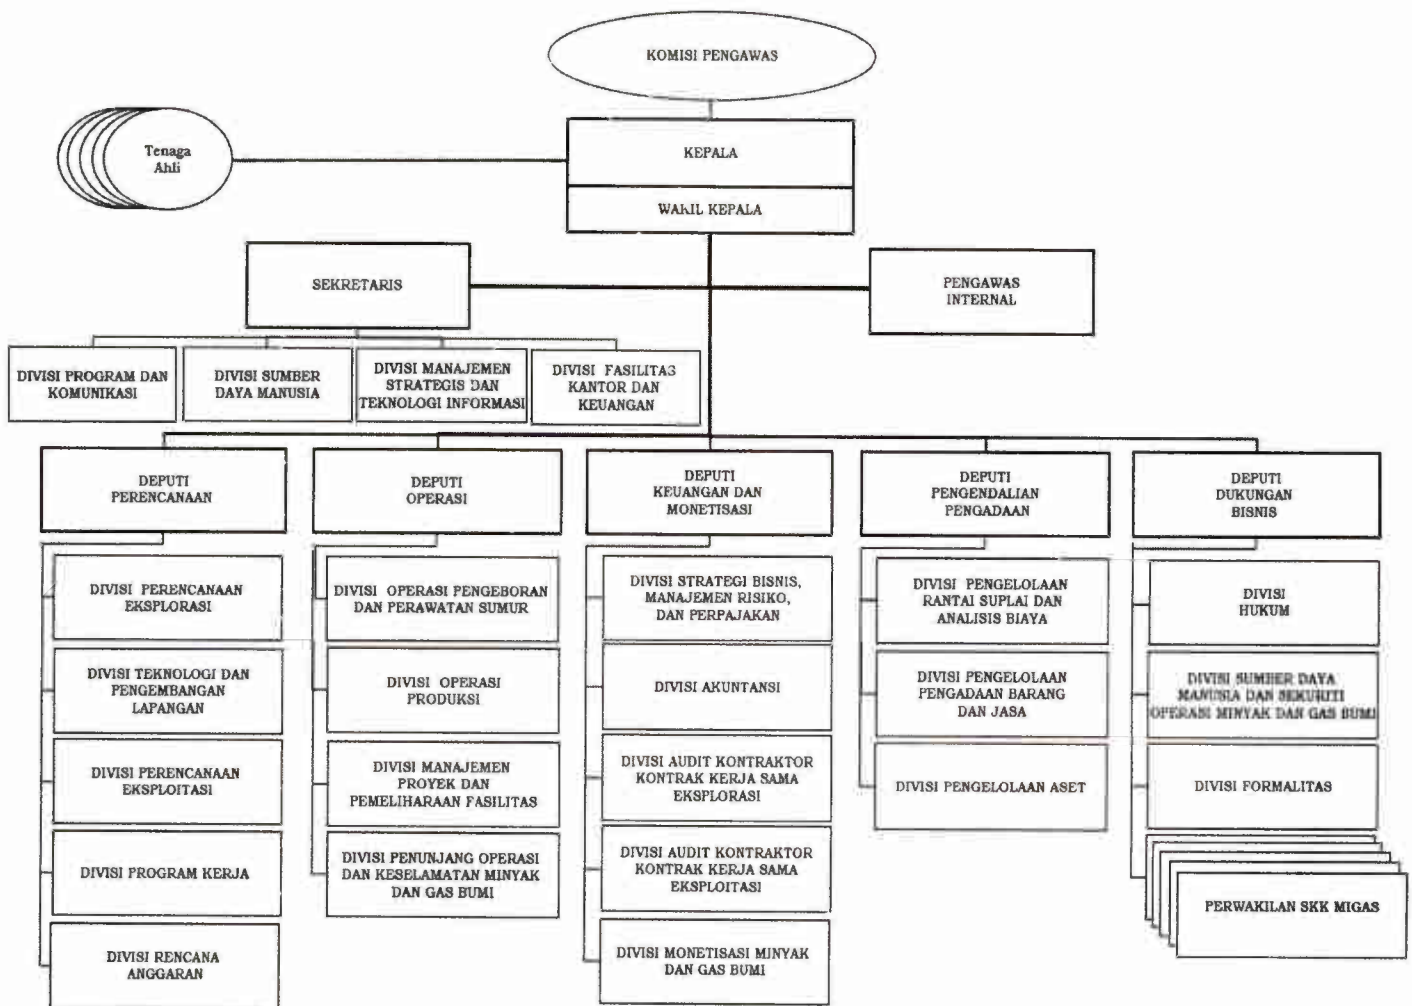 KOMISI PENGAWAS
Tenaga
Ahli
KEPALA
WAKIL KEPALA
SEKRETARIS
PENGAWAS
INTERNAL
DIVISI PROGRAM DAN
KOMUNIKASI
DIVISI SUMBER
DAYA MANUSIA
DIVISI MANAJEMEN
STRATEGIS DAN
TEKNOLOGI INFORMASI
DIVISI FASILITAS
KANTOR DAN
KEUANGAN
DEPUTI
PERENCANAAN
DIVISI PERENCANAAN
EKSPLORASI
DIVISI TEKNOLOGI DAN
PENGEMBANGAN
LAPANGAN
DIVISI PERENCANAAN
EKSPLOITASI
DIVISI PROGRAM KERJA
DIVISI RENCANA
ANGGARAN
DEPUTI
OPERASI
DIVISI OPERASI PENGEBORAN
DAN PERAWATAN SUMUR
DIVISI OPERASI
PRODUKSI
DIVISI MANAJEMEN
PROYEK DAN
PEMELIHARAAN FASILITAS
DIVISI PENUNJANG OPERASI
DAN KESELAMATAN MINYAK
DAN GAS BUMI
DEPUTI
KEUANGAN DAN
MONETISASI
DIVISI STRATEGI BISNIS,
MANAJEMEN RISIKO,
DAN PERPAJAKAN
DIVISI AKUNTANSI
DIVISI AUDIT KONTRAKTOR
KONTRAK KERJA SAMA
EKSPLORASI
DIVISI AUDIT KONTRAKTOR
KONTRAK KERJA SAMA
EKSPLOITASI
DIVISI MONETISASI MINYAK
DAN GAS BUMI
DEPUTI
PENGENDALIAN
PENGADAAN
DIVISI PENGELOLAAN
RANTAI SUPLAI DAN
ANALISIS BIAYA
DIVISI PENGELOLAAN
PENGADAAN BARANG
DAN JASA
DIVISI PENGELOLAAN ASET
DEPUTI
DUKUNGAN
BISNIS
DIVISI
HUKUM
DIVISI SUMBER DAYA
MANUSIA DAN SEKURITI
OPERASI MINYAK DAN GAS BUMI
DIVISI FORMALITAS
PERWAKILAN SKK MIGAS